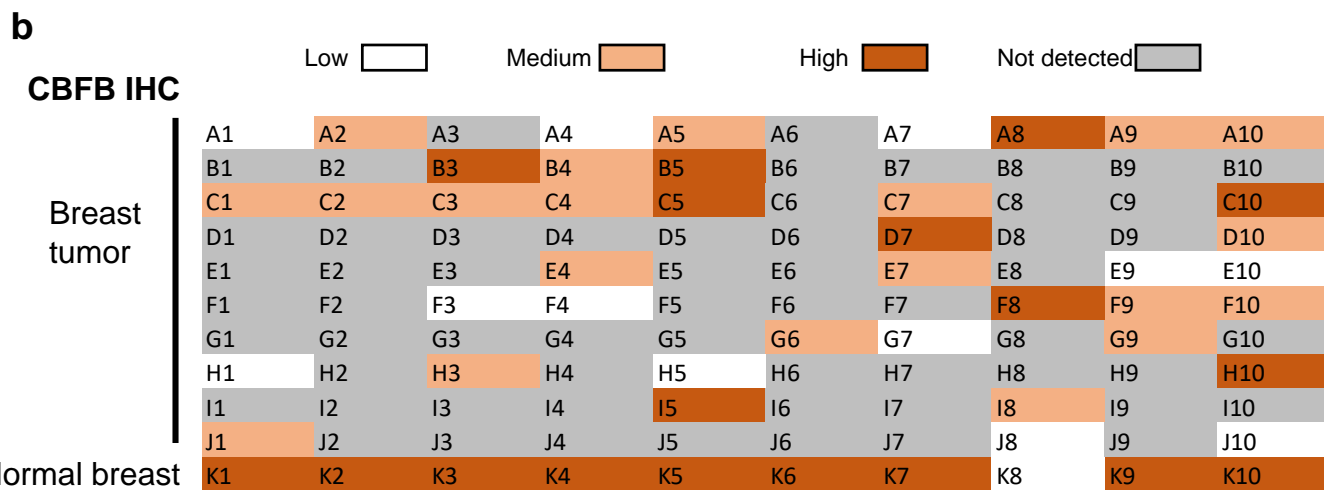 b
Low Medium High Not detected
CBFB IHC
A1 A2 A3 A4 A5 A6 A7 A8 A9 A10
B1 B2 B3 B4 B5 B6 B7 B8 B9 B10
C1 C2 C3 C4 C5 C6 C7 C8 C9 C10
Breast
tumor
D1 D2 D3 D4 D5 D6 D7 D8 D9 D10
E1 E2 E3 E4 E5 E6 E7 E8 E9 E10
F1 F2 F3 F4 F5 F6 F7 F8 F9 F10
G1 G2 G3 G4 G5 G6 G7 G8 G9 G10
H1 H2 H3 H4 H5 H6 H7 H8 H9 H10
I1 I2 I3 I4 I5 I6 I7 I8 I9 I10
J1 J2 J3 J4 J5 J6 J7 J8 J9 J10
ormal breast K1 K2 K3 K4 K5 K6 K7 K8 K9 K10